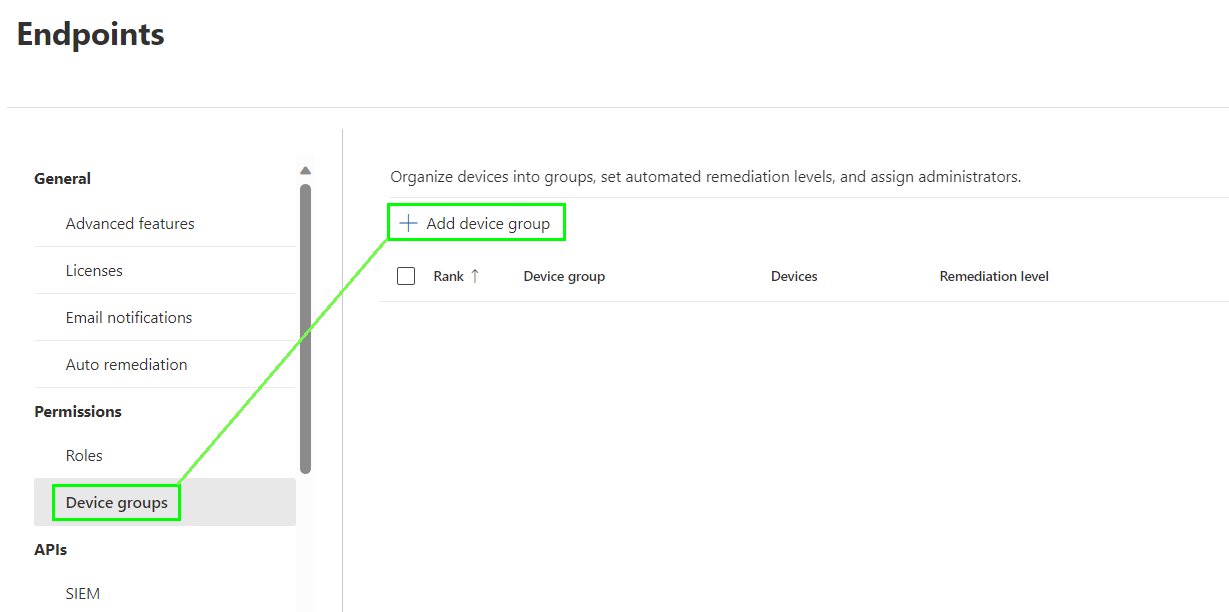 Endpoints
General
Advanced features
Licenses
Email notifications
Auto remediation
Permissions
Roles
Device groups
APIs
SIEM
Organize devices into groups, set automated remediation levels, and assign administrators.
Add device group
Rank ↑ Device group Devices Remediation level